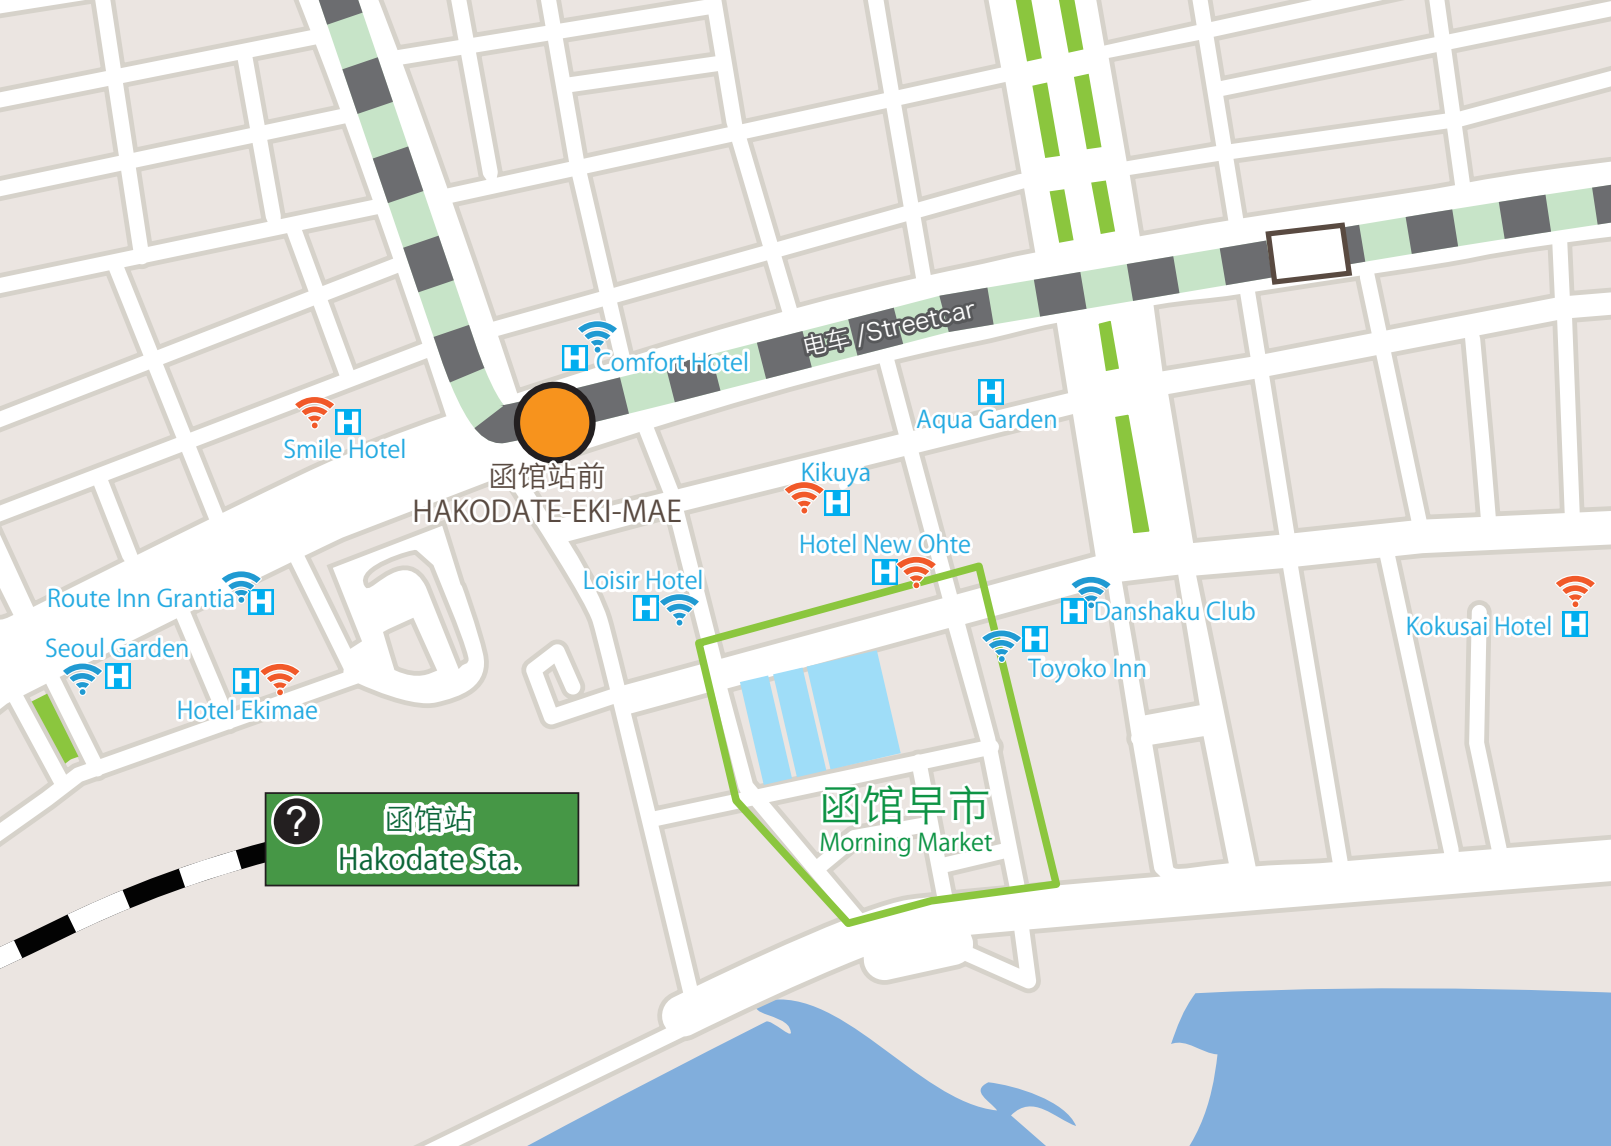 电车 /Streetcar
H
Comfort Hotel
H
Aqua Garden
H
Smile Hotel
函馆站前
HAKODATE-EKI-MAE
Kikuya
H
Hotel New Ohte
H
Loisir Hotel
H
Route Inn Grantia
H
H
Danshaku Club
Kokusai Hotel
H
Seoul Garden
H
H
Toyoko Inn
H
Hotel Ekimae
?
函馆站
Hakodate Sta.
函馆早市
Morning Market